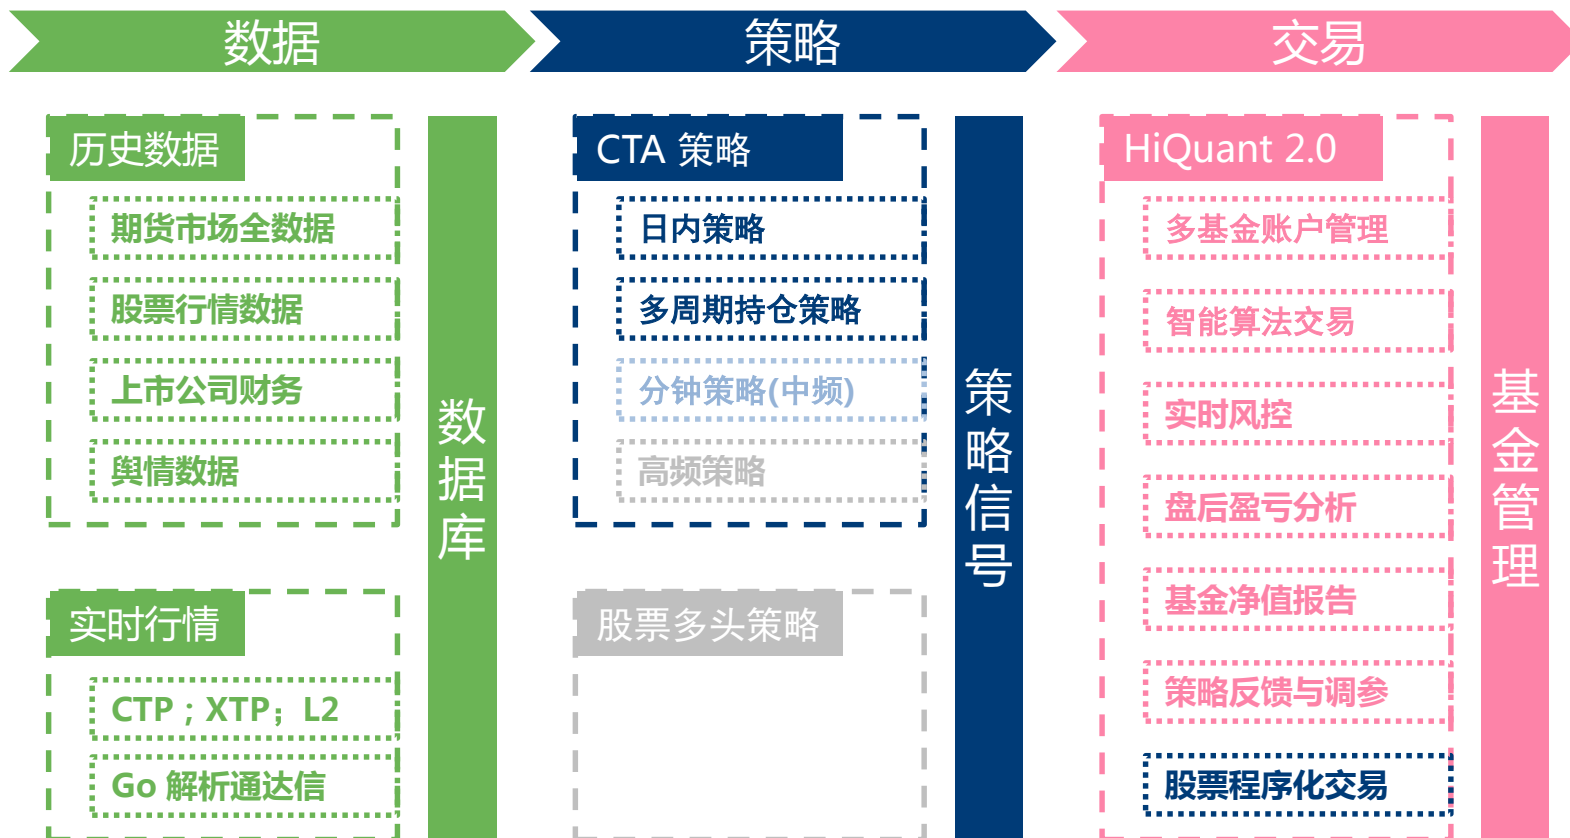 数据
策略
交易
历史数据
期货市场全数据
股票行情数据
上市公司财务
舆情数据
实时行情
CTP；XTP；L2
Go 解析通达信
数据库
CTA 策略
日内策略
多周期持仓策略
分钟策略(中频)
高频策略
股票多头策略
策略信号
HiQuant 2.0
多基金账户管理
智能算法交易
实时风控
盘后盈亏分析
基金净值报告
策略反馈与调参
股票程序化交易
基金管理